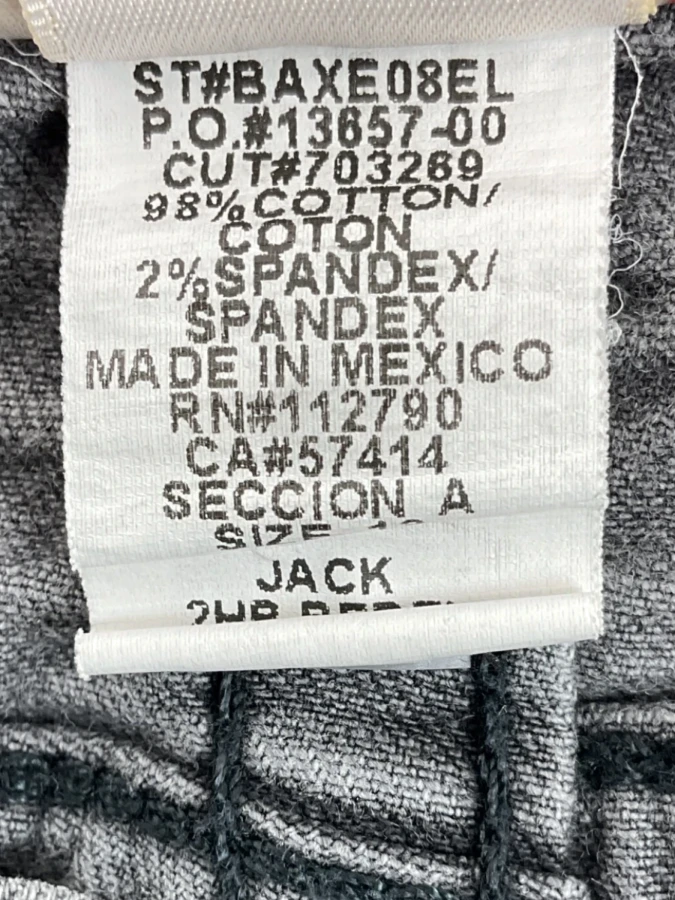 ST#BAXE08EL
P.O.#13657-00
CUT#703269
98%COTTON/
COTON
2%SPANDEX/
SPANDEX
MADE IN MEXICO
RN#112790
CA#57414
SECCION A
SIZE
JACK